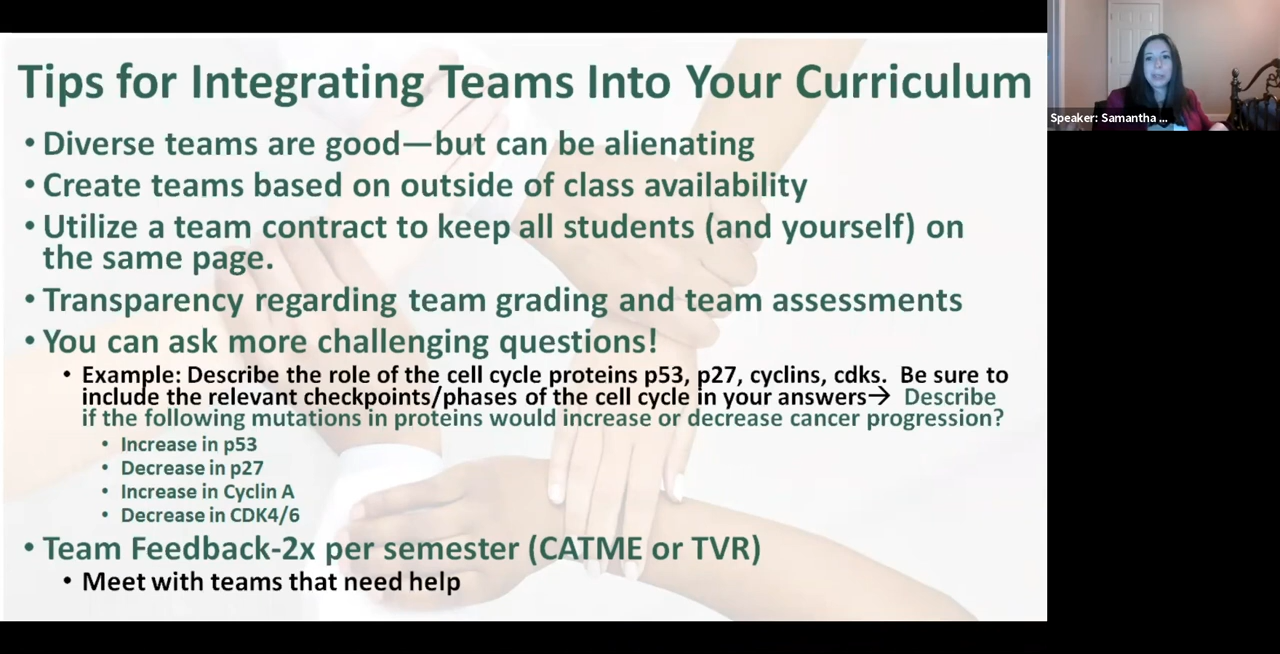 Tips for Integrating Teams Into Your Curriculum
• Diverse teams are good—but can be alienating
• Create teams based on outside of class availability
• Utilize a team contract to keep all students (and yourself) on
the same page.
• Transparency regarding team grading and team assessments
• You can ask more challenging questions!
• Example: Describe the role of the cell cycle proteins p53, p27, cyclins, cdks. Be sure to
include the relevant checkpoints/phases of the cell cycle in your answers→ Describe
if the following mutations in proteins would increase or decrease cancer progression?
• Increase in p53
• Decrease in p27
• Increase in Cyclin A
• Decrease in CDK4/6
• Team Feedback-2x per semester (CATME or TVR)
• Meet with teams that need help
Speaker: Samantha ...